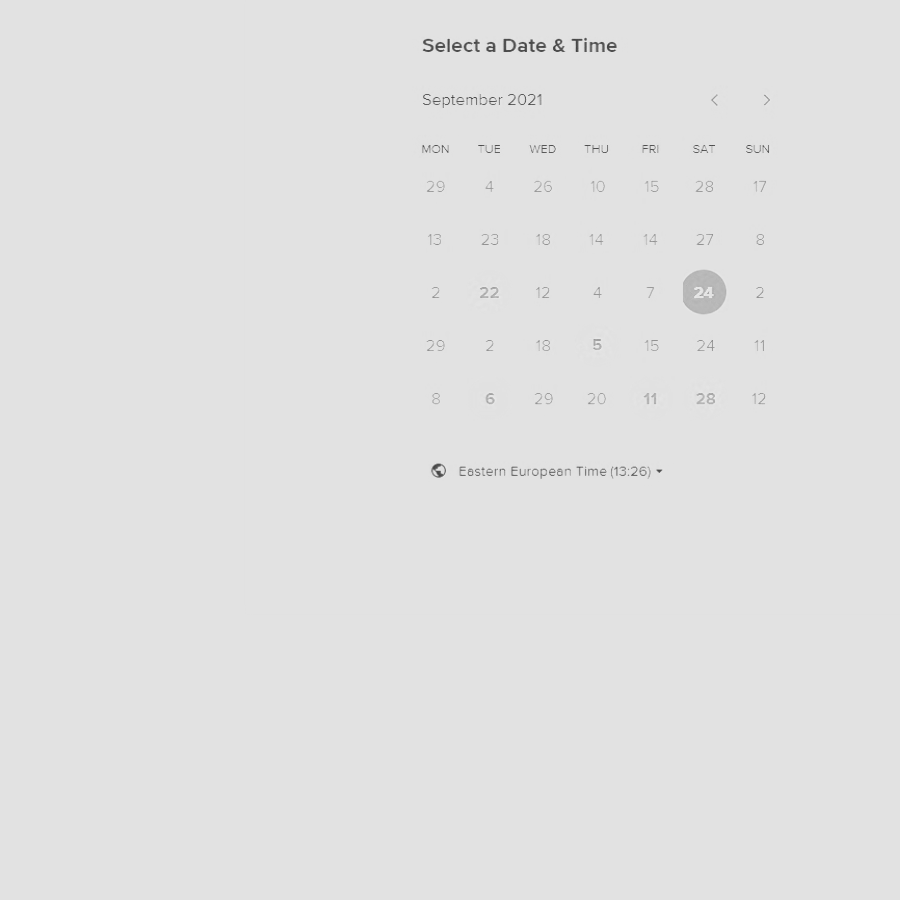 Select a Date & Time
September 2021
MON TUE WED THU FRI SAT SUN
29 4 26 10 15 28 17
13 23 18 14 14 27 8
2 22 12 4 7 24 2
29 2 18 5 15 24 11
8 6 29 20 11 28 12
Eastern European Time (13:26)